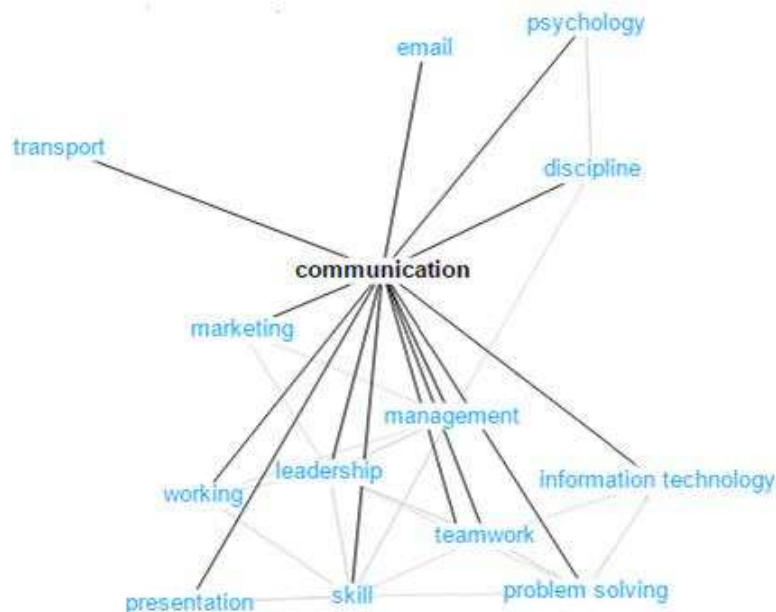 psychology
email
transport
discipline
communication
marketing
management
leadership
information technology
working
teamwork
problem solving
skill
presentation